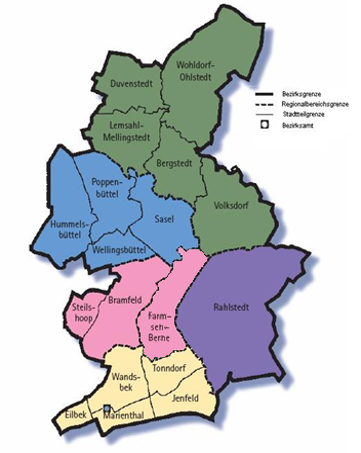 Wohldorf-
Ohlstedt
Duvenstedt
Bezirksgrenze
Regionalbereichsgrenze
Stadtteilgrenze
Bezirksamt
Lemsahl-
Mellingstedt
Bergstedt
Poppen-
büttel
Sasel
Volksdorf
Hummels-
büttel
Wellingsbüttel
Steils-
hoop
Bramfeld
Farm-
sen-
Berne
Rahlstedt
Wands-
bek
Tonndorf
Jenfeld
Eilbek
Marienthal